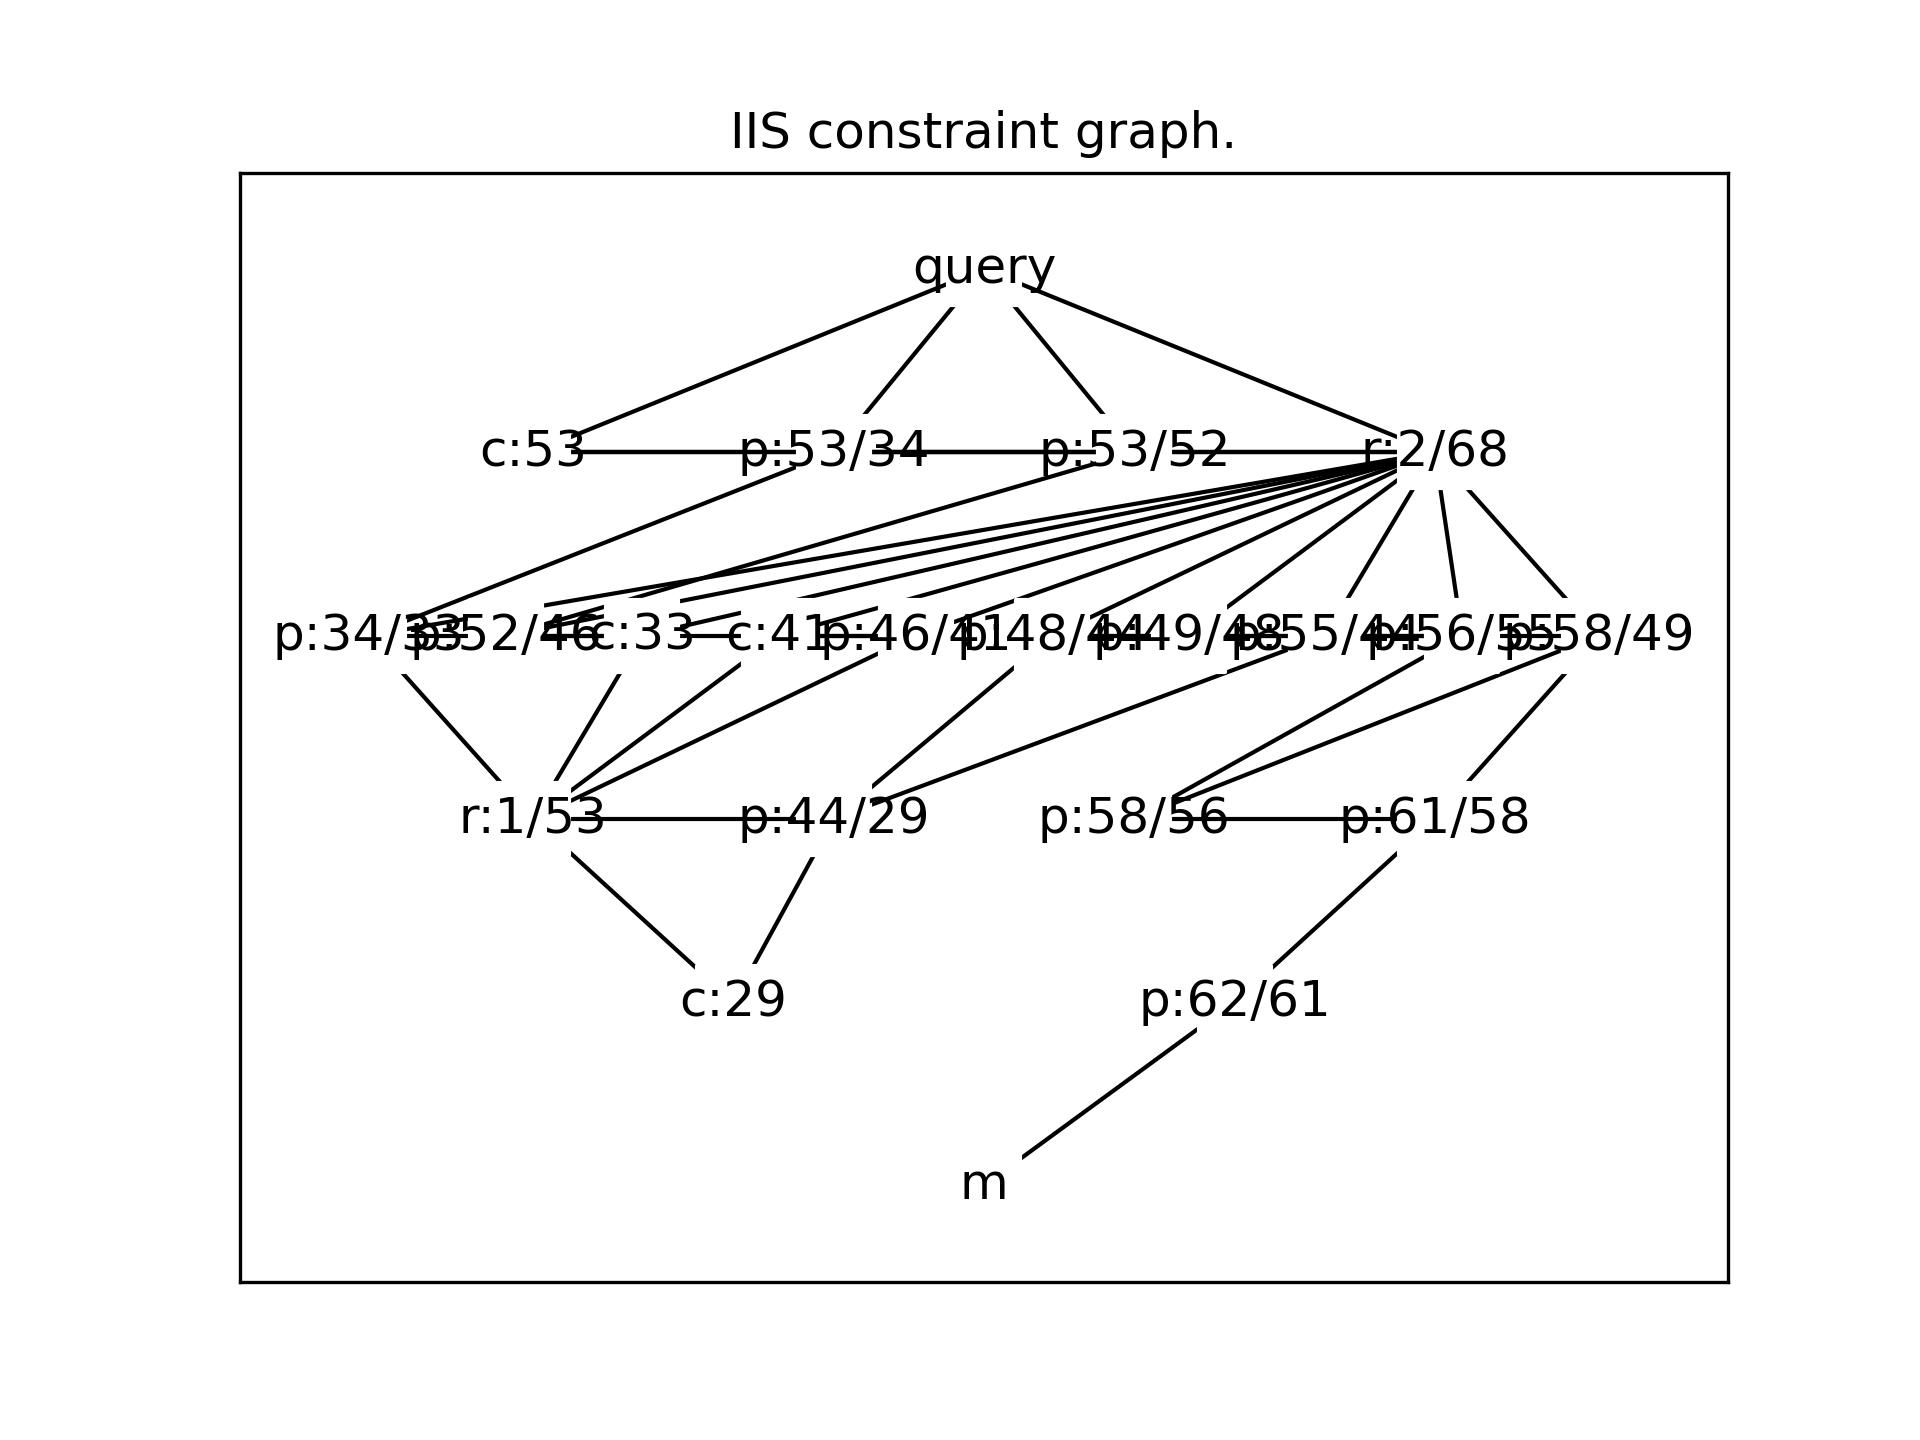 IIS constraint graph.
query
c:53 p:53/34 p:53/52 r:2/68
p:34/33 p:52/46 c:33 c:41 p:46/41 p:48/44 p:49/48 p:55/44 p:56/55 p:58/49
r:1/53 p:44/29 p:58/56 p:61/58
c:29 p:62/61
m